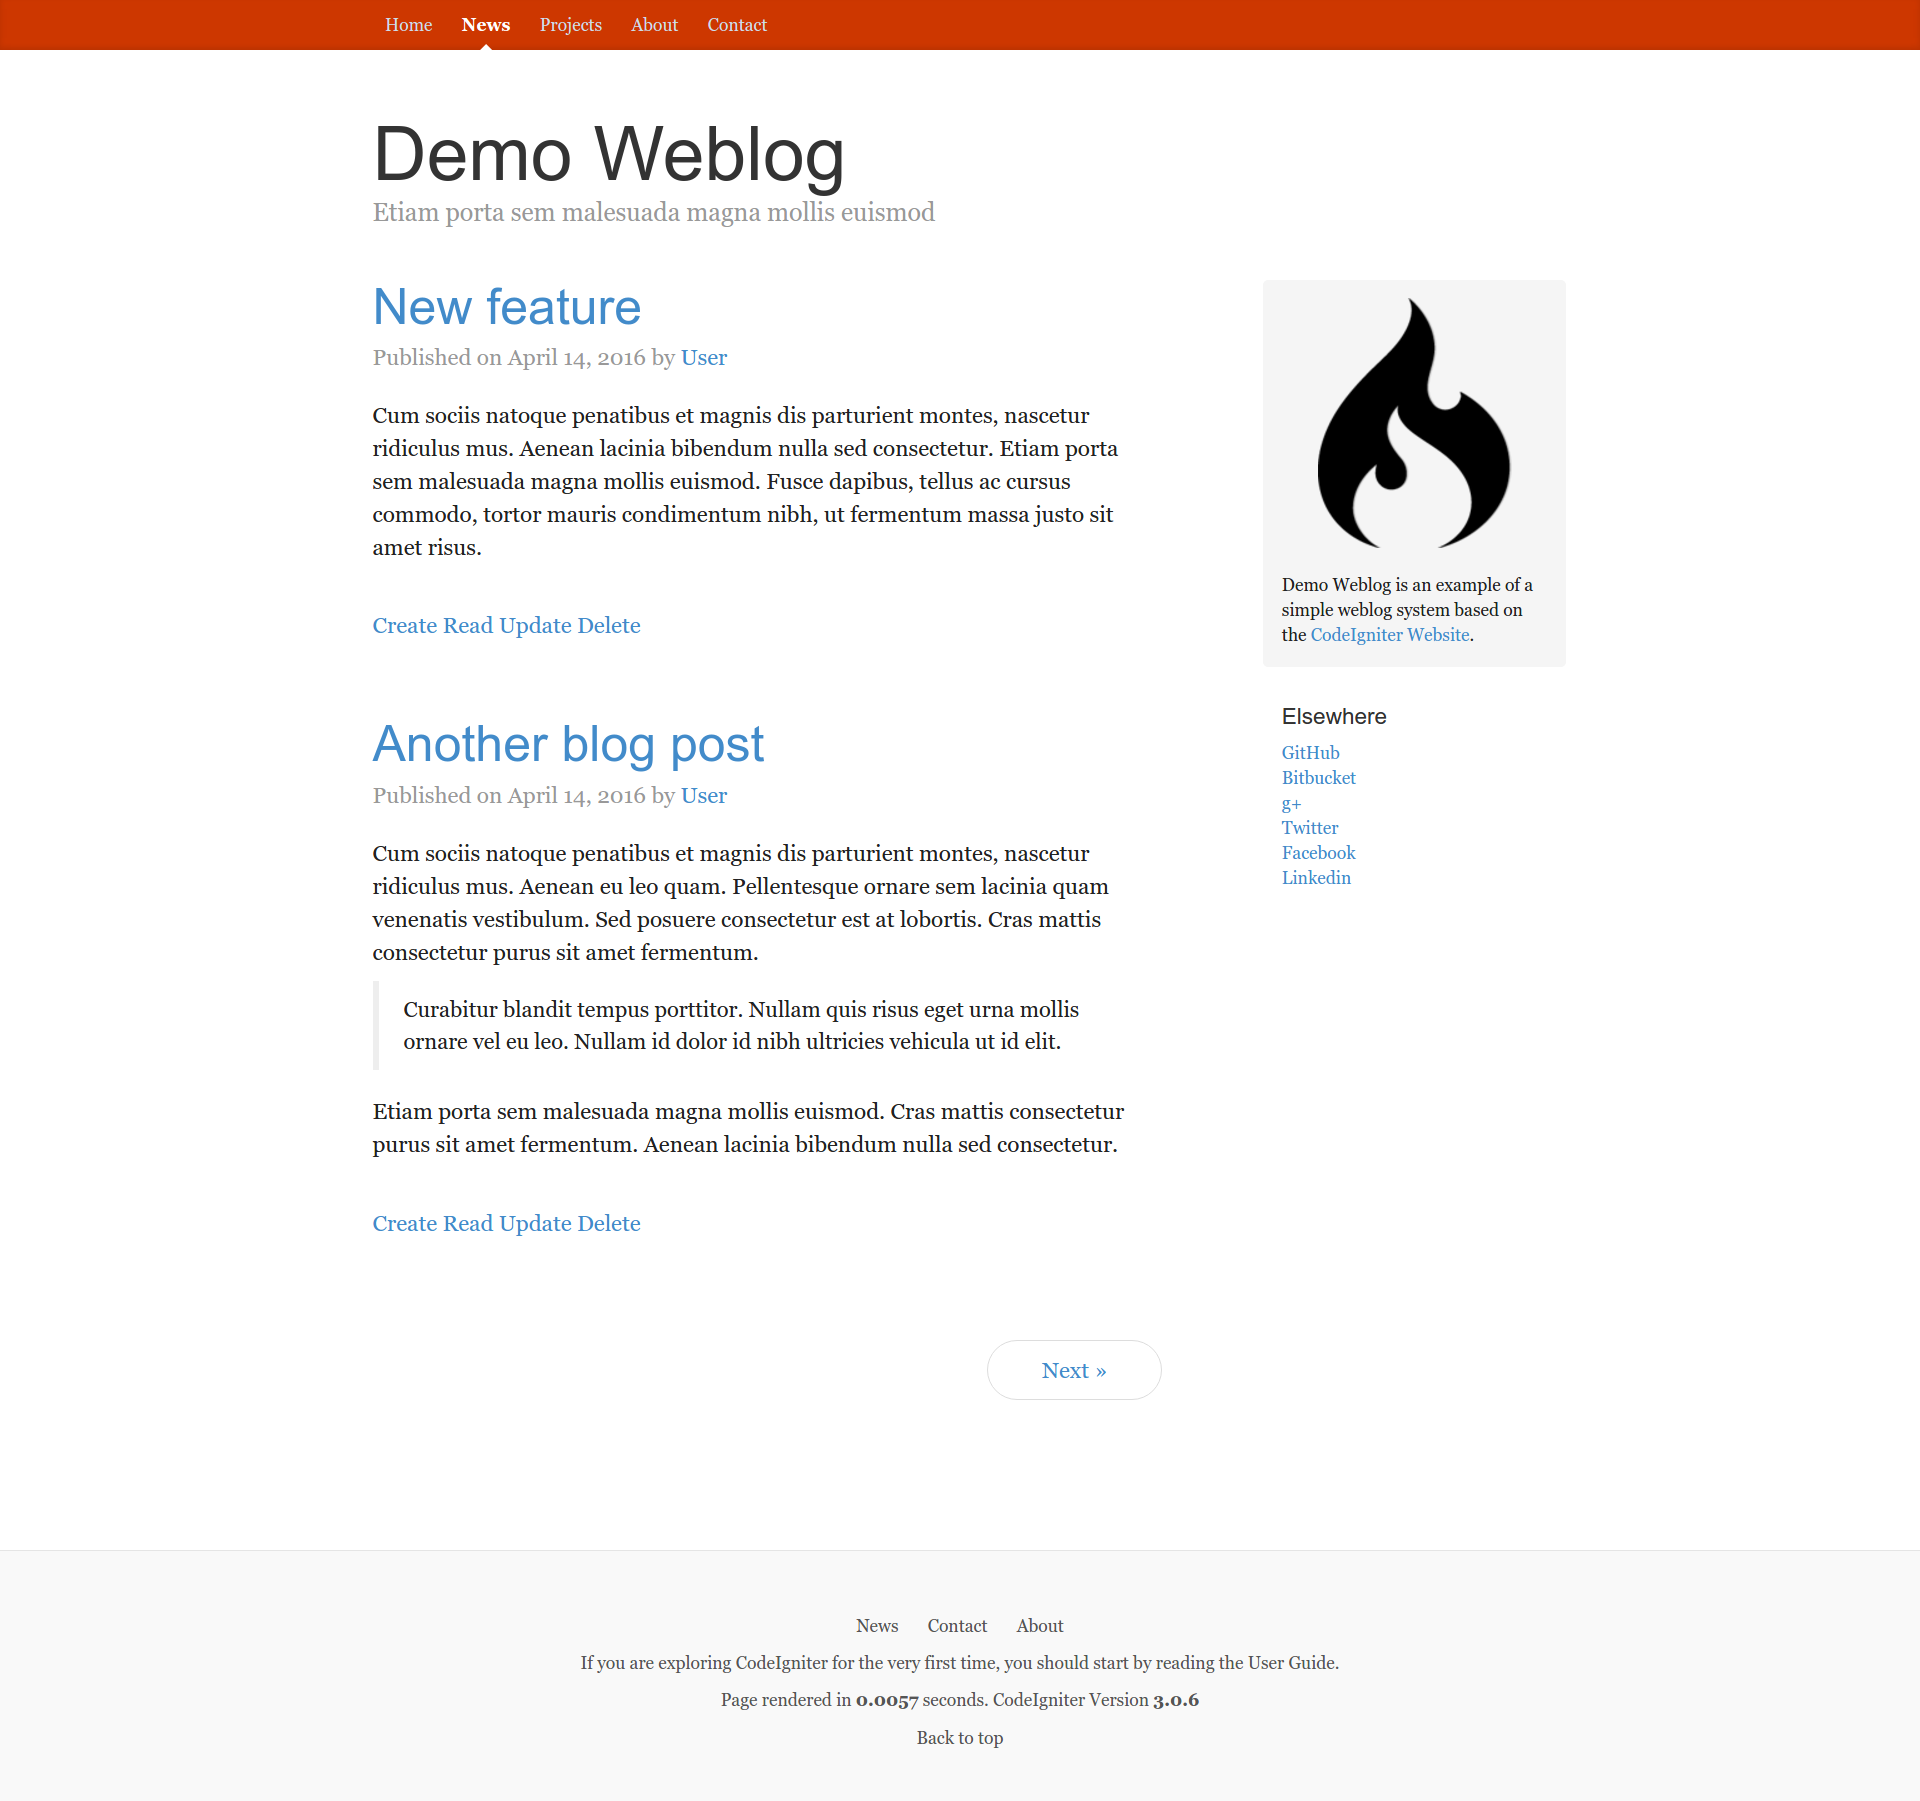 Home News Projects About Contact
Demo Weblog
Etiam porta sem malesuada magna mollis euismod
New feature
Published on April 14, 2016 by User
Cum sociis natoque penatibus et magnis dis parturient montes, nascetur
ridiculus mus. Aenean lacinia bibendum nulla sed consectetur. Etiam porta
sem malesuada magna mollis euismod. Fusce dapibus, tellus ac cursus
commodo, tortor mauris condimentum nibh, ut fermentum massa justo sit
amet risus.
Create Read Update Delete
Another blog post
Published on April 14, 2016 by User
Cum sociis natoque penatibus et magnis dis parturient montes, nascetur
ridiculus mus. Aenean eu leo quam. Pellentesque ornare sem lacinia quam
venenatis vestibulum. Sed posuere consectetur est at lobortis. Cras mattis
consectetur purus sit amet fermentum.
Curabitur blandit tempus porttitor. Nullam quis risus eget urna mollis
ornare vel eu leo. Nullam id dolor id nibh ultricies vehicula ut id elit.
Etiam porta sem malesuada magna mollis euismod. Cras mattis consectetur
purus sit amet fermentum. Aenean lacinia bibendum nulla sed consectetur.
Create Read Update Delete
Next »
Demo Weblog is an example of a
simple weblog system based on
the CodeIgniter Website.
Elsewhere
GitHub
Bitbucket
g+
Twitter
Facebook
Linkedin
News Contact About
If you are exploring CodeIgniter for the very first time, you should start by reading the User Guide.
Page rendered in 0.0057 seconds. CodeIgniter Version 3.0.6
Back to top